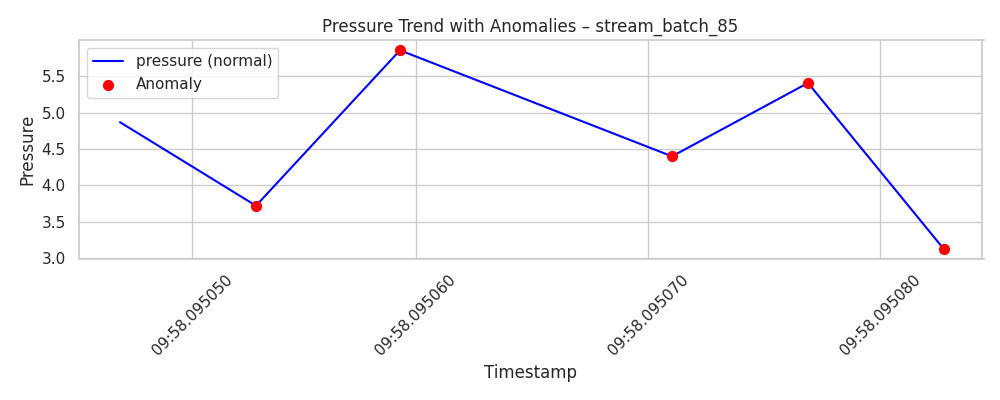 Pressure Trend with Anomalies – stream_batch_85
pressure (normal)
Anomaly
Pressure
5.5
5.0
4.5
4.0
3.5
3.0
09:58.095050
09:58.095060
09:58.095070
09:58.095080
Timestamp